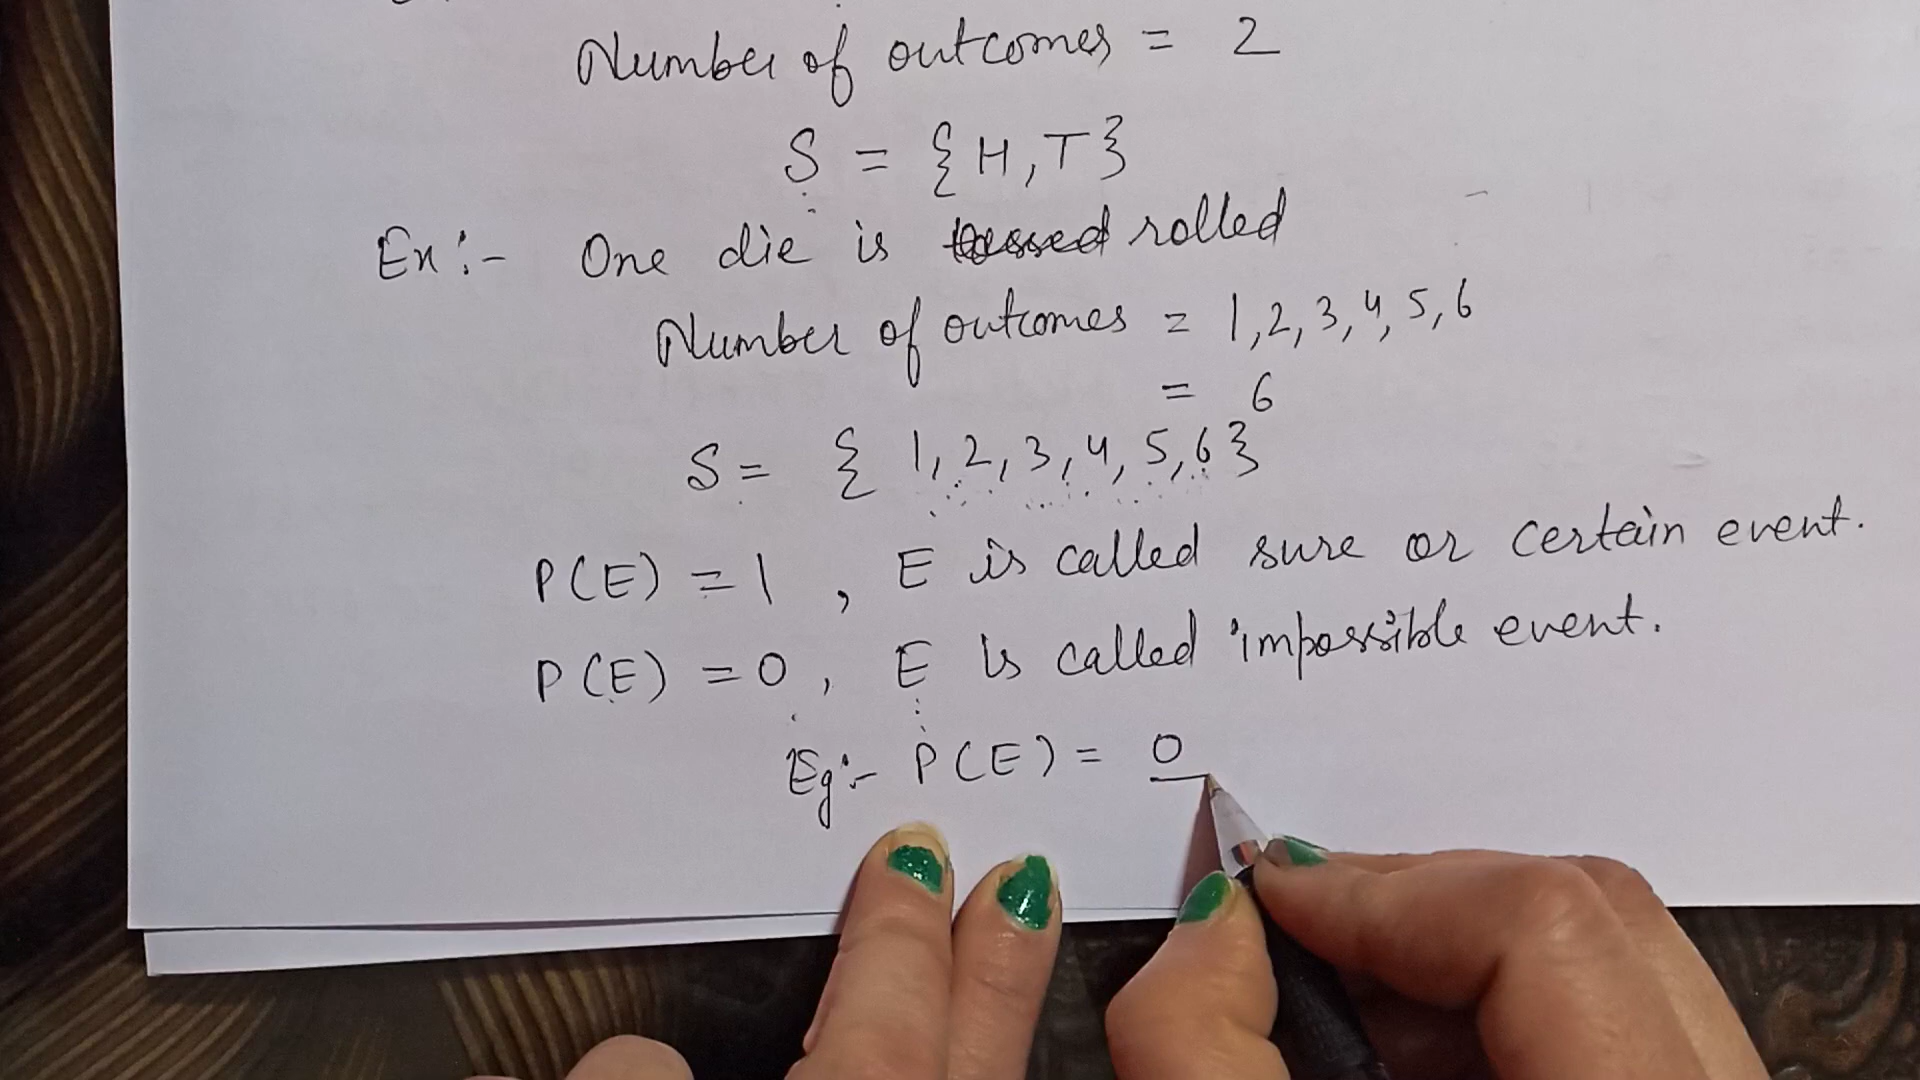 Number of outcomes = 2
S = {H,T}
Ex:- One die is rolled
Number of outcomes = 1,2,3,4,5,6
= 6
S = { 1,2,3,4,5,6 }
P(E) = 1 , E is called sure or certain event.
P(E) = 0 , E is called impossible event.
Eg:- P(E) = 0